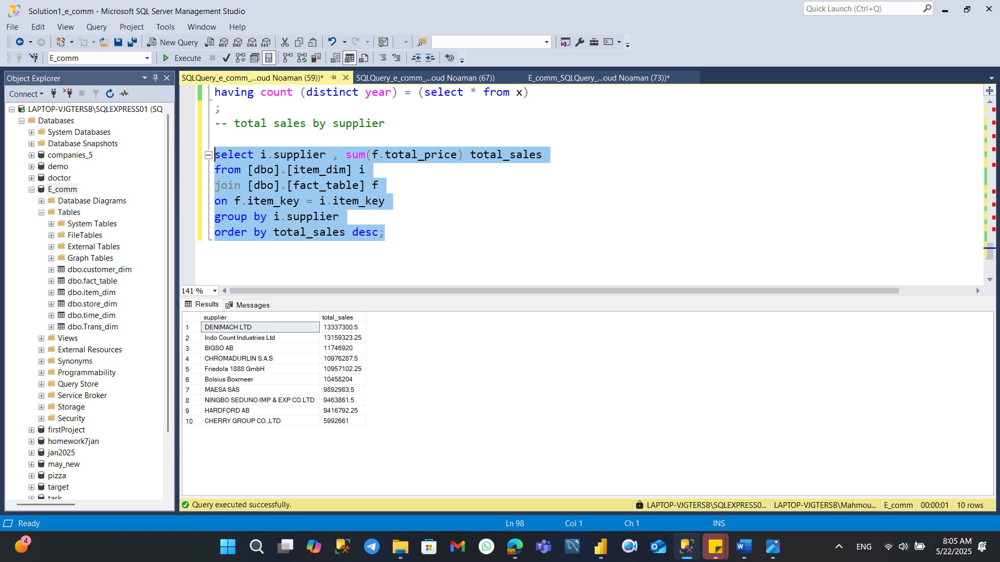 Solution1_e_comm - Microsoft SQL Server Management Studio
Quick Launch (Ctrl+Q)
File Edit View Query Project Tools Window Help
New Query MDX DMX XMLA DAX
E_comm Execute
Object Explorer
SQLQuery_e_comm_...oud Noaman (59))* SQLQuery_e_comm_...oud Noaman (67)) E_comm_SQLQuery_...oud Noaman (73))*
Connect
LAPTOP-VJGTERSB\SQLEXPRESS01 (SQ
Databases
System Databases
Database Snapshots
companies_5
demo
doctor
E_comm
Database Diagrams
Tables
System Tables
FileTables
External Tables
Graph Tables
dbo.customer_dim
dbo.fact_table
dbo.item_dim
dbo.store_dim
dbo.time_dim
dbo.Trans_dim
Views
External Resources
Synonyms
Programmability
Query Store
Service Broker
Storage
Security
firstProject
homework7jan
jan2025
may_new
pizza
target
task
having count (distinct year) = (select * from x)
;
-- total sales by supplier
select i.supplier , sum(f.total_price) total_sales
from [dbo].[item_dim] i
join [dbo].[fact_table] f
on f.item_key = i.item_key
group by i.supplier
order by total_sales desc;
141 %
Results Messages
supplier total_sales
1 DENIMACH LTD 13337300.5
2 Indo Count Industries Ltd 13159323.25
3 BIGSO AB 11746920
4 CHROMADURLIN S.A.S 10976287.5
5 Friedola 1888 GmbH 10957102.25
6 Bolsius Boxmeer 10458204
7 MAESA SAS 9892983.5
8 NINGBO SEDUNO IMP & EXP CO.LTD 9463861.5
9 HARDFORD AB 9416792.25
10 CHERRY GROUP CO.,LTD 5992661
Query executed successfully. LAPTOP-VJGTERSB\SQLEXPRESS0... LAPTOP-VJGTERSB\Mahmou... E_comm 00:00:01 10 rows
Ready Ln 98 Col 1 Ch 1 INS
4
ENG
8:05 AM
5/22/2025